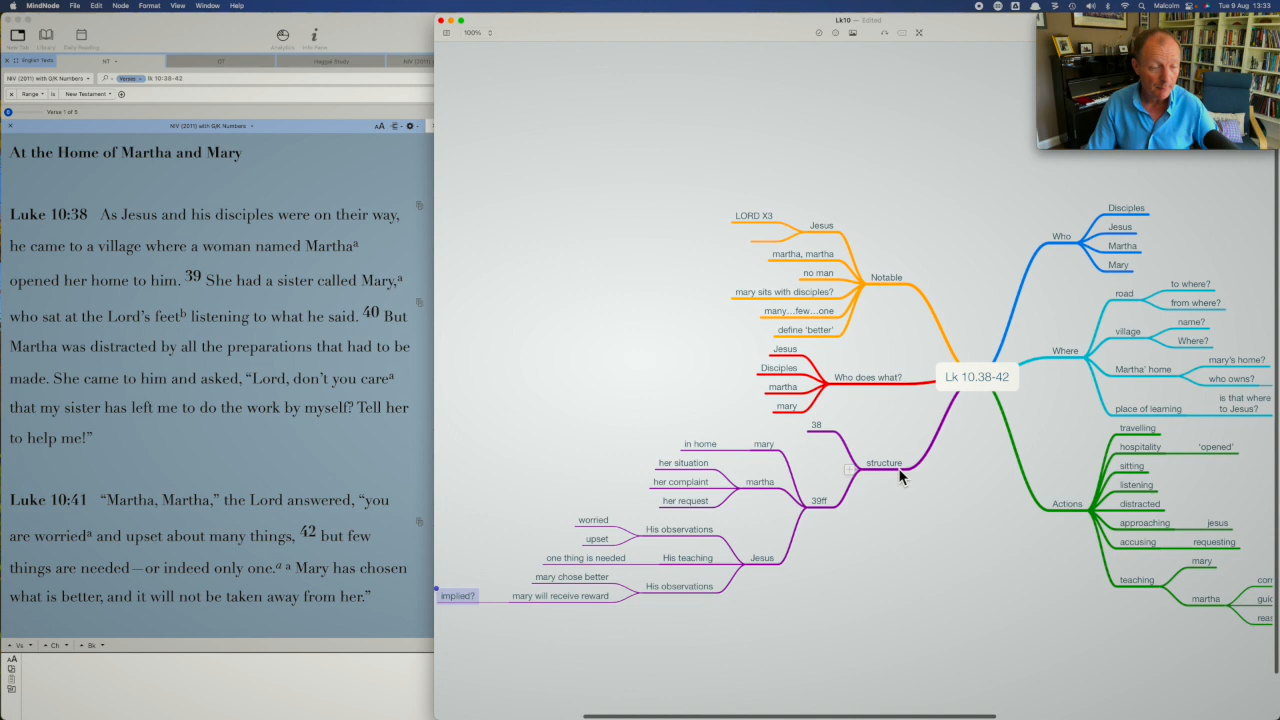 MindNode File Edit Node Format View Window Help
Malcolm Tue 9 Aug 13:33
New Tab Library Daily Reading Analytics Info Pane
English Texts NT OT Haggai Study
NIV (2011) with G/K Numbers Verses lk 10:38-42
Range is New Testament
Verse 1 of 5
NIV (2011) with G/K Numbers
At the Home of Martha and Mary
Luke 10:38 As Jesus and his disciples were on their way,
he came to a village where a woman named Marthaᵃ
opened her home to him. 39 She had a sister called Mary,ᵃ
who sat at the Lord’s feetᵇ listening to what he said. 40 But
Martha was distracted by all the preparations that had to be
made. She came to him and asked, “Lord, don’t you careᵃ
that my sister has left me to do the work by myself? Tell her
to help me!”
Luke 10:41 “Martha, Martha,” the Lord answered, “you
are worriedᵃ and upset about many things, 42 but few
things are needed—or indeed only one.ᵃ ᵃ Mary has chosen
what is better, and it will not be taken away from her.”
Vs Ch Bk
Lk10 — Edited
100%
Lk 10.38-42
Notable
Jesus
LORD X3
martha, martha
no man
mary sits with disciples?
many...few...one
define ‘better’
Who does what?
Jesus
Disciples
martha
mary
structure
38
39ff
mary
in home
martha
her situation
her complaint
her request
Jesus
His observations
worried
upset
His teaching
one thing is needed
His observations
mary chose better
mary will receive reward
implied?
Who
Disciples
Jesus
Martha
Mary
Where
road
to where?
from where?
village
name?
Where?
Martha’ home
mary's home?
who owns?
place of learning
is that where
to Jesus?
Actions
travelling
hospitality
‘opened’
sitting
listening
distracted
approaching
jesus
accusing
requesting
teaching
mary
martha